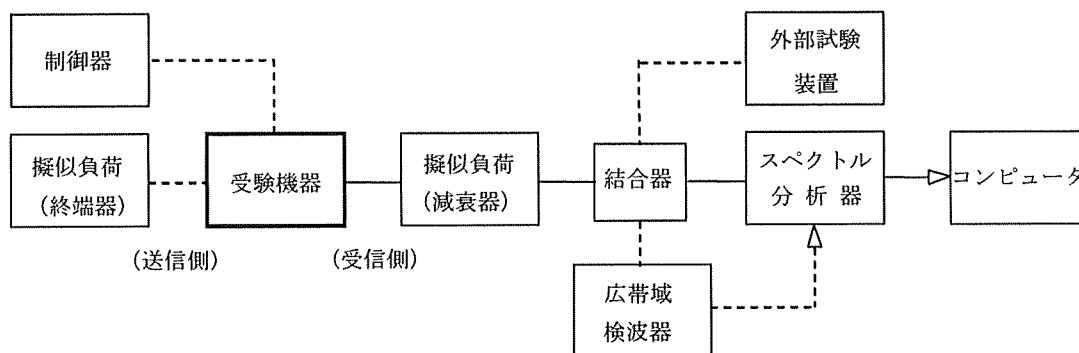 制御器
外部試験
装置
擬似負荷
（終端器）
受験機器
擬似負荷
（減衰器）
結合器
スペクトル
分析器
コンピュータ
（送信側）
（受信側）
広帯域
検波器